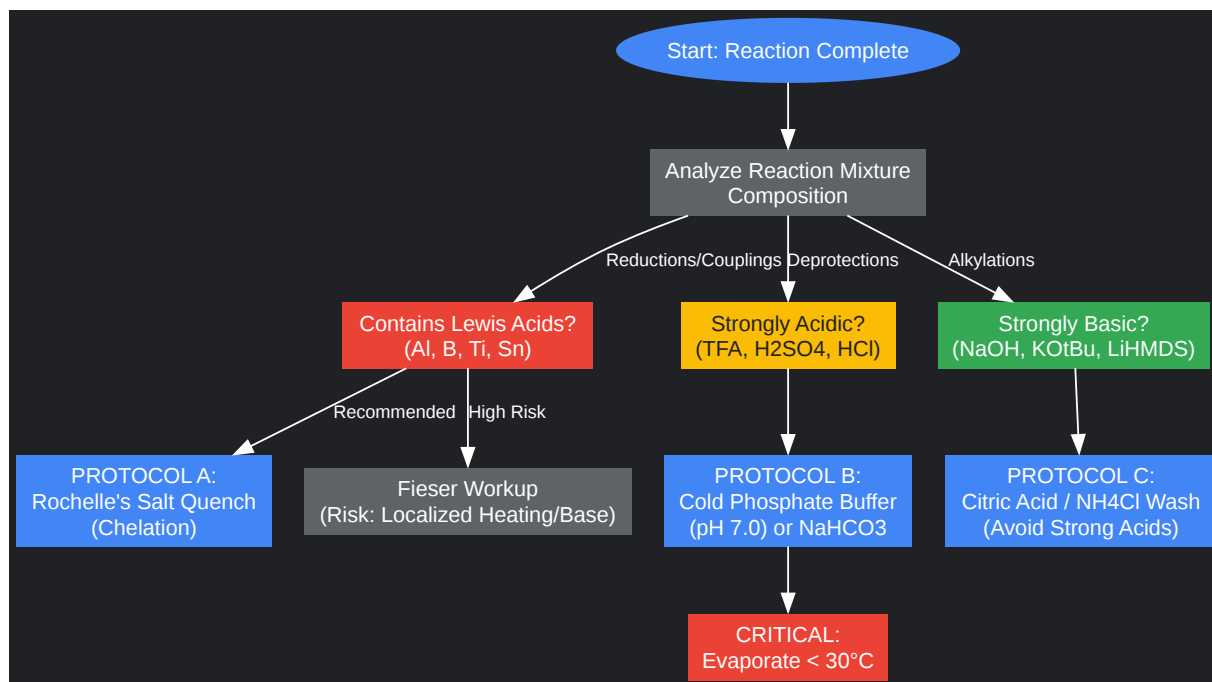 Start: Reaction Complete
Analyze Reaction Mixture
Composition
Reductions/Couplings
Deprotections
Alkylations
Contains Lewis Acids?
(Al, B, Ti, Sn)
Strongly Acidic?
(TFA, H2SO4, HCl)
Strongly Basic?
(NaOH, KOtBu, LiHMDS)
Recommended
High Risk
PROTOCOL A:
Rochelle's Salt Quench
(Chelation)
Fieser Workup
(Risk: Localized Heating/Base)
PROTOCOL B:
Cold Phosphate Buffer
(pH 7.0) or NaHCO3
PROTOCOL C:
Citric Acid / NH4Cl Wash
(Avoid Strong Acids)
CRITICAL:
Evaporate < 30°C